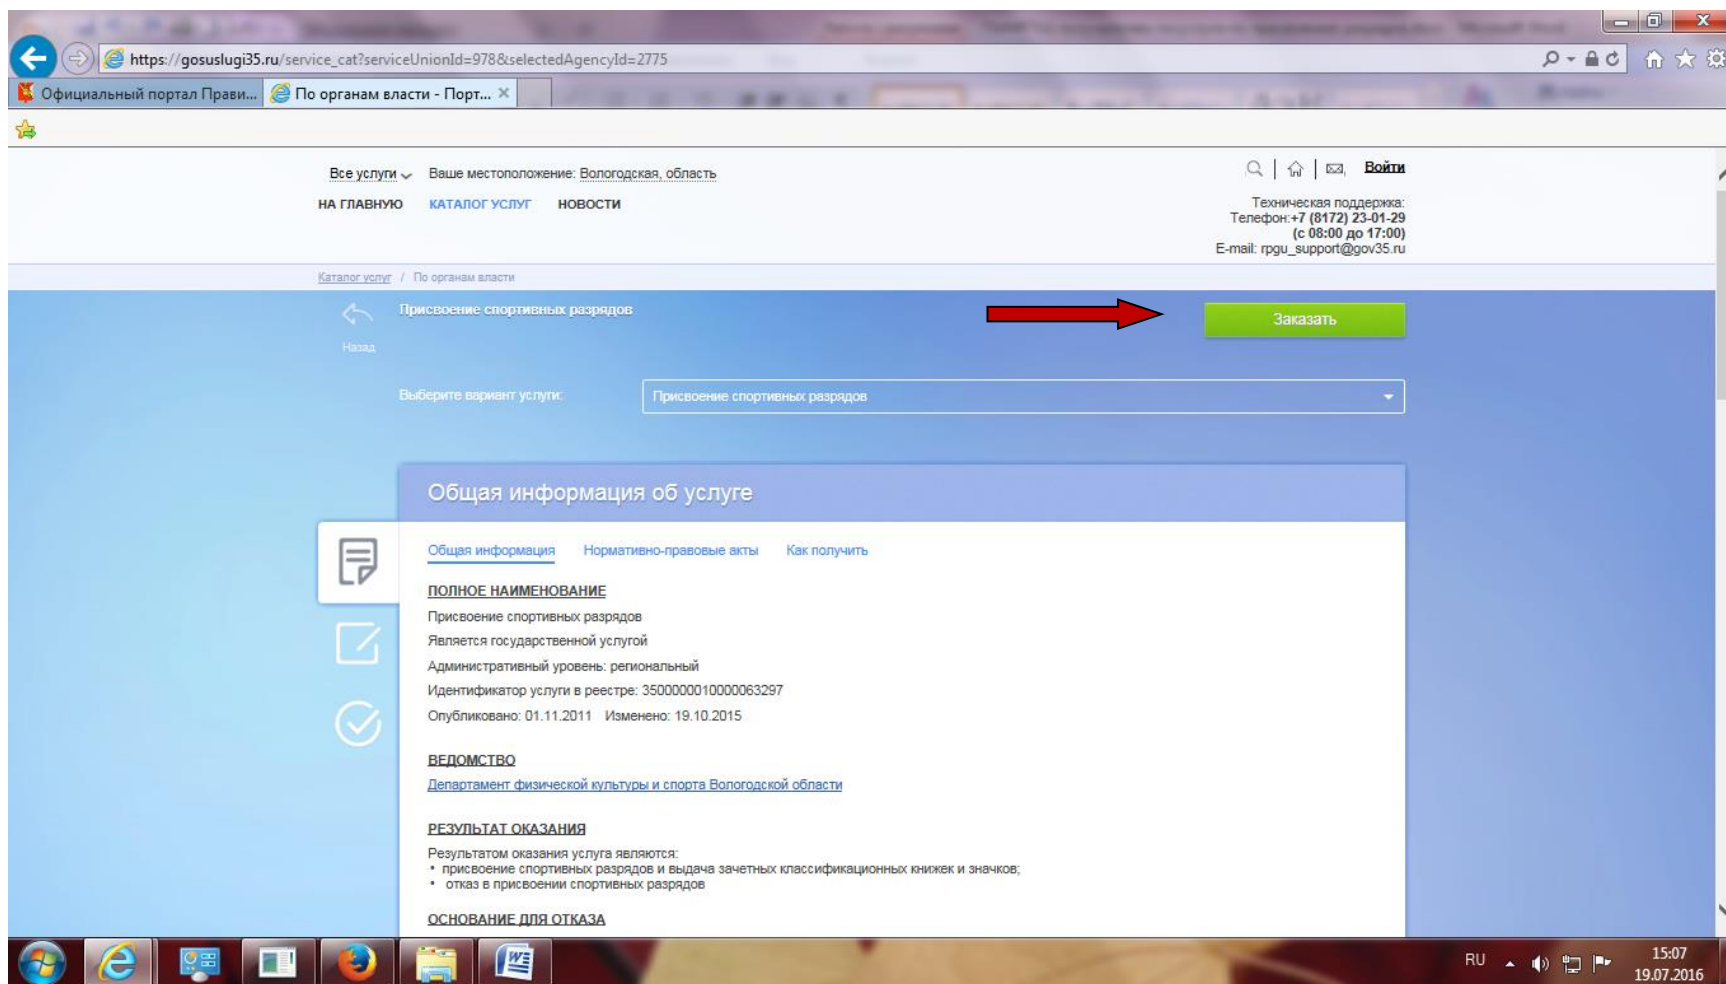 https://gosuslugi35.ru/service_cat?serviceUnionId=978&selectedAgencyId=2775
Официальный портал Прави...
По органам власти - Порт...
Все услуги
Ваше местоположение: Вологодская, область
Войти
НА ГЛАВНУЮ КАТАЛОГ УСЛУГ НОВОСТИ
Техническая поддержка:
Телефон:+7 (8172) 23-01-29
(с 08:00 до 17:00)
E-mail: rpgu_support@gov35.ru
Каталог услуг / По органам власти
Назад
Присвоение спортивных разрядов
Заказать
Выберите вариант услуги:
Присвоение спортивных разрядов
Общая информация об услуге
Общая информация Нормативно-правовые акты Как получить
ПОЛНОЕ НАИМЕНОВАНИЕ
Присвоение спортивных разрядов
Является государственной услугой
Административный уровень: региональный
Идентификатор услуги в реестре: 3500000010000063297
Опубликовано: 01.11.2011 Изменено: 19.10.2015
ВЕДОМСТВО
Департамент физической культуры и спорта Вологодской области
РЕЗУЛЬТАТ ОКАЗАНИЯ
Результатом оказания услуга являются:
• присвоение спортивных разрядов и выдача зачетных классификационных книжек и значков;
• отказ в присвоении спортивных разрядов
ОСНОВАНИЕ ДЛЯ ОТКАЗА
RU
15:07
19.07.2016